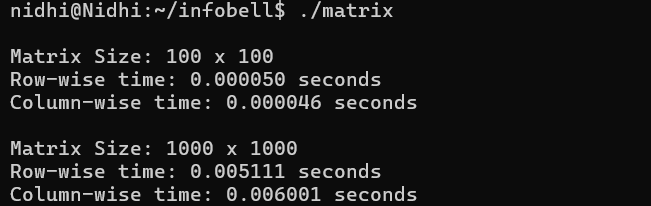 nidhi@Nidhi:~/infobell$ ./matrix
Matrix Size: 100 x 100
Row-wise time: 0.000050 seconds
Column-wise time: 0.000046 seconds
Matrix Size: 1000 x 1000
Row-wise time: 0.005111 seconds
Column-wise time: 0.006001 seconds